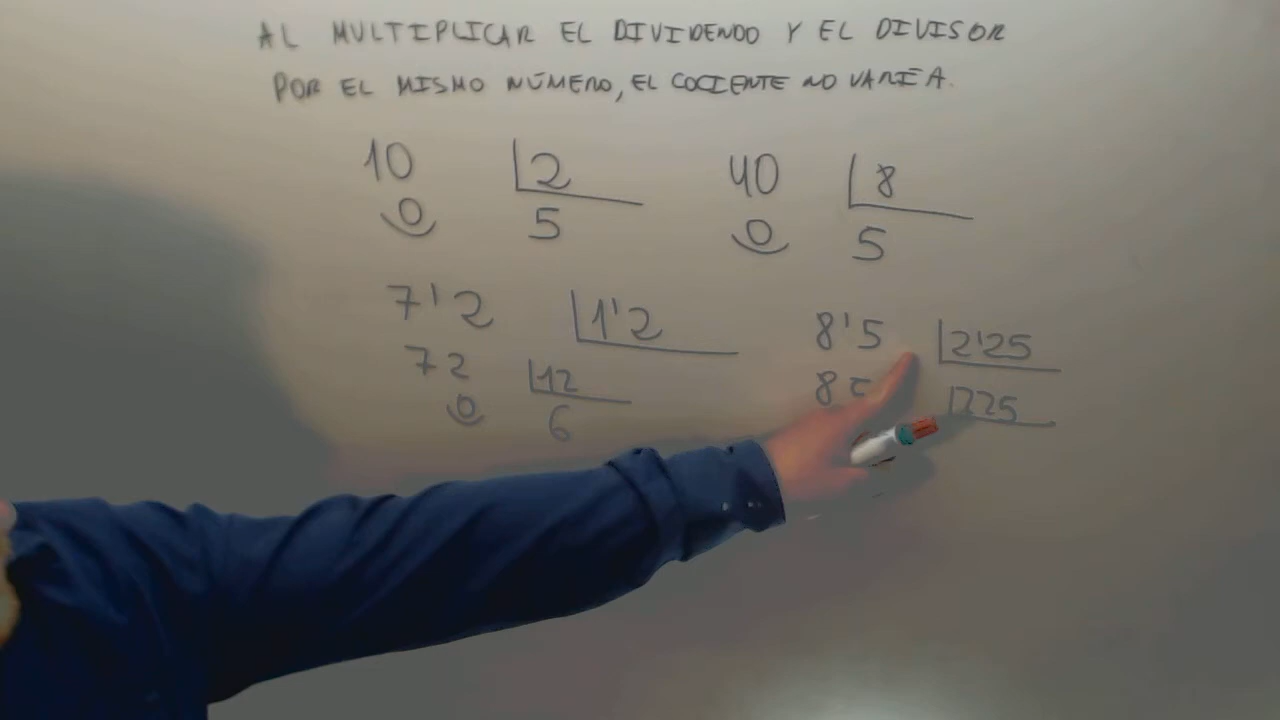 AL MULTIPLICAR EL DIVIDENDO Y EL DIVISOR
POR EL MISMO NÚMERO, EL COCIENTE NO VARÍA.
10 2 40 8
0 5 0 5
7'2 1'2 8'5 2'25
72 12 225
0 6